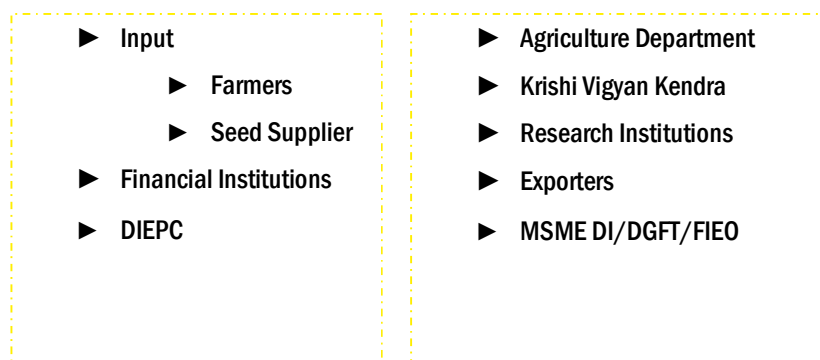 ► Input
► Farmers
► Seed Supplier
► Financial Institutions
► DIEPC
► Agriculture Department
► Krishi Vigyan Kendra
► Research Institutions
► Exporters
► MSME DI/DGFT/FIEO